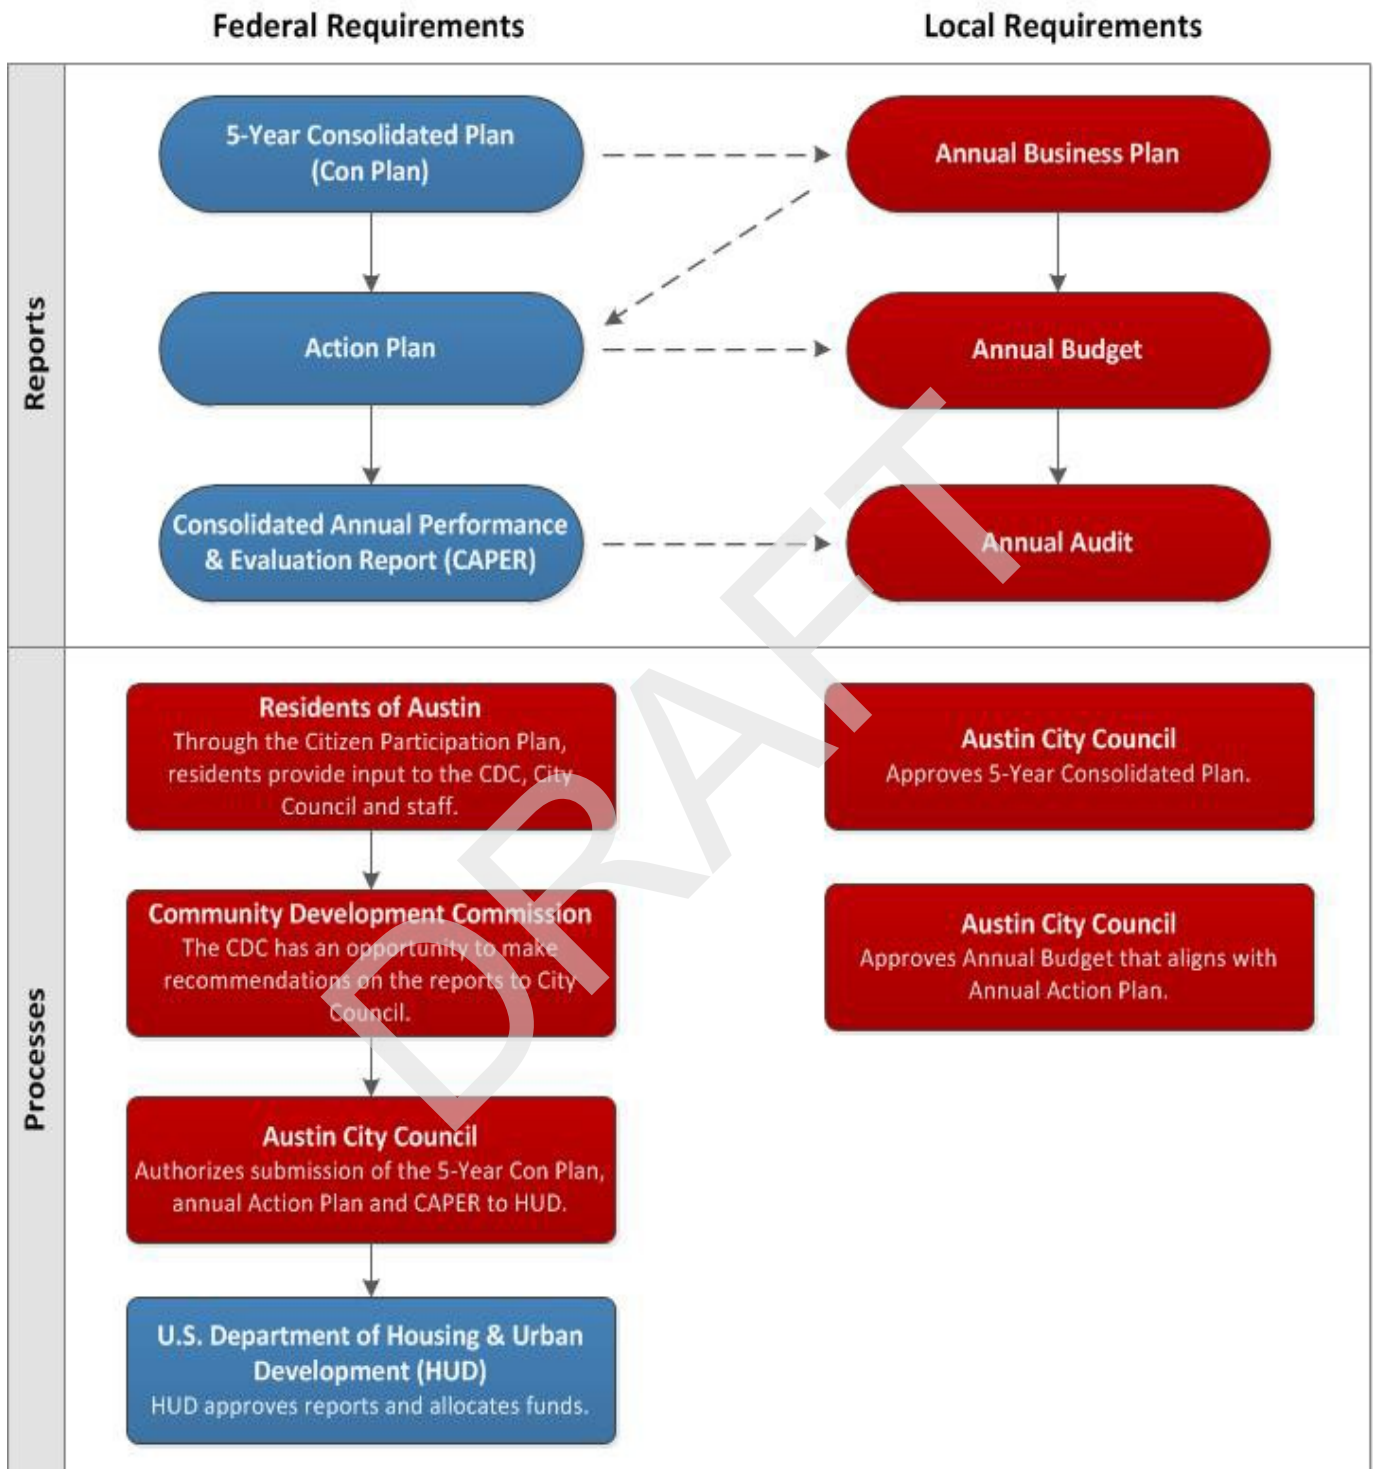 Federal Requirements
Local Requirements
Reports
5-Year Consolidated Plan
(Con Plan)
Annual Business Plan
Action Plan
Annual Budget
Consolidated Annual Performance
& Evaluation Report (CAPER)
Annual Audit
DRAFT
Processes
Residents of Austin
Through the Citizen Participation Plan,
residents provide input to the CDC, City
Council and staff.
Austin City Council
Approves 5-Year Consolidated Plan.
Community Development Commission
The CDC has an opportunity to make
recommendations on the reports to City
Council.
Austin City Council
Approves Annual Budget that aligns with
Annual Action Plan.
Austin City Council
Authorizes submission of the 5-Year Con Plan,
annual Action Plan and CAPER to HUD.
U.S. Department of Housing & Urban
Development (HUD)
HUD approves reports and allocates funds.